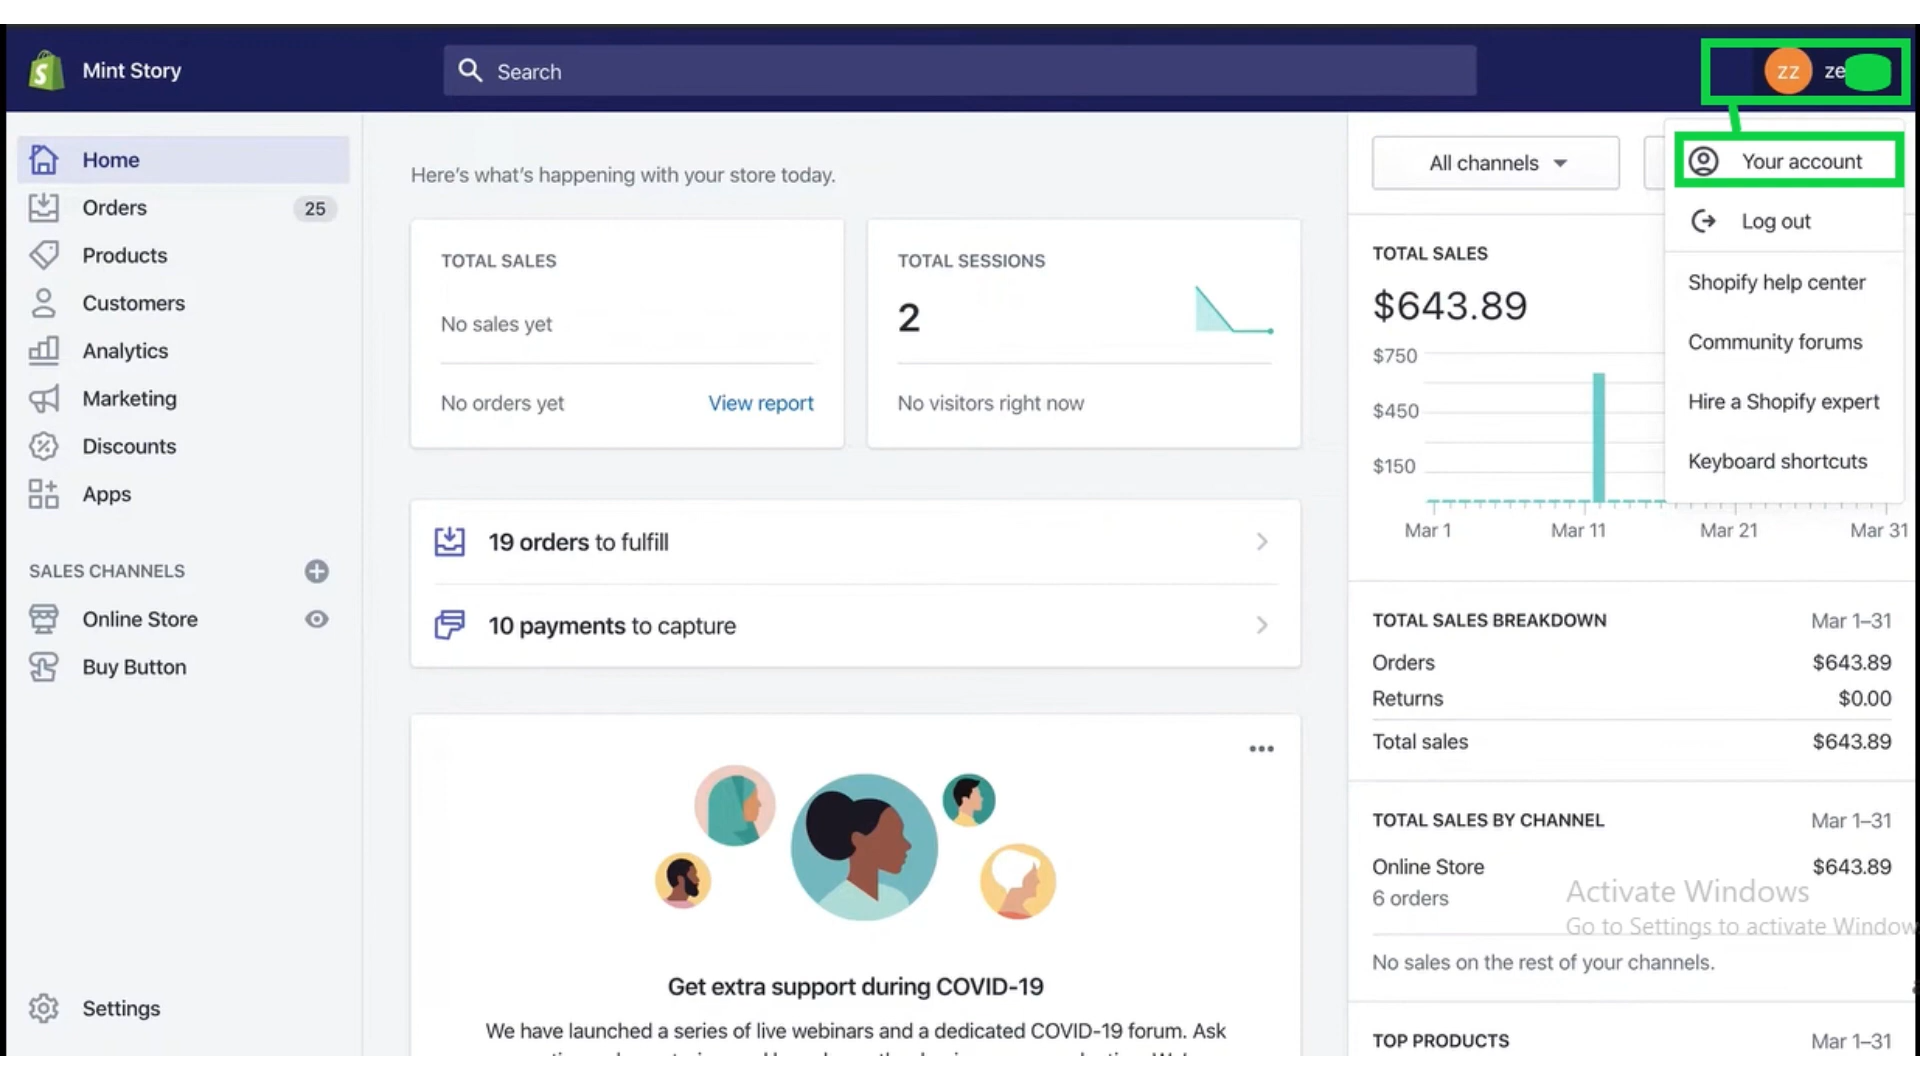 Mint Story
Search
zz ze
Home
Orders 25
Products
Customers
Analytics
Marketing
Discounts
Apps
SALES CHANNELS
Online Store
Buy Button
Settings
Here's what's happening with your store today.
TOTAL SALES
No sales yet
No orders yet View report
TOTAL SESSIONS
2
No visitors right now
19 orders to fulfill
10 payments to capture
Get extra support during COVID-19
We have launched a series of live webinars and a dedicated COVID-19 forum. Ask
All channels
Your account
Log out
Shopify help center
Community forums
Hire a Shopify expert
Keyboard shortcuts
TOTAL SALES
$643.89
$750
$450
$150
Mar 1 Mar 11 Mar 21 Mar 31
TOTAL SALES BREAKDOWN Mar 1–31
Orders $643.89
Returns $0.00
Total sales $643.89
TOTAL SALES BY CHANNEL Mar 1–31
Online Store $643.89
6 orders
Activate Windows
Go to Settings to activate Window
No sales on the rest of your channels.
TOP PRODUCTS Mar 1–31